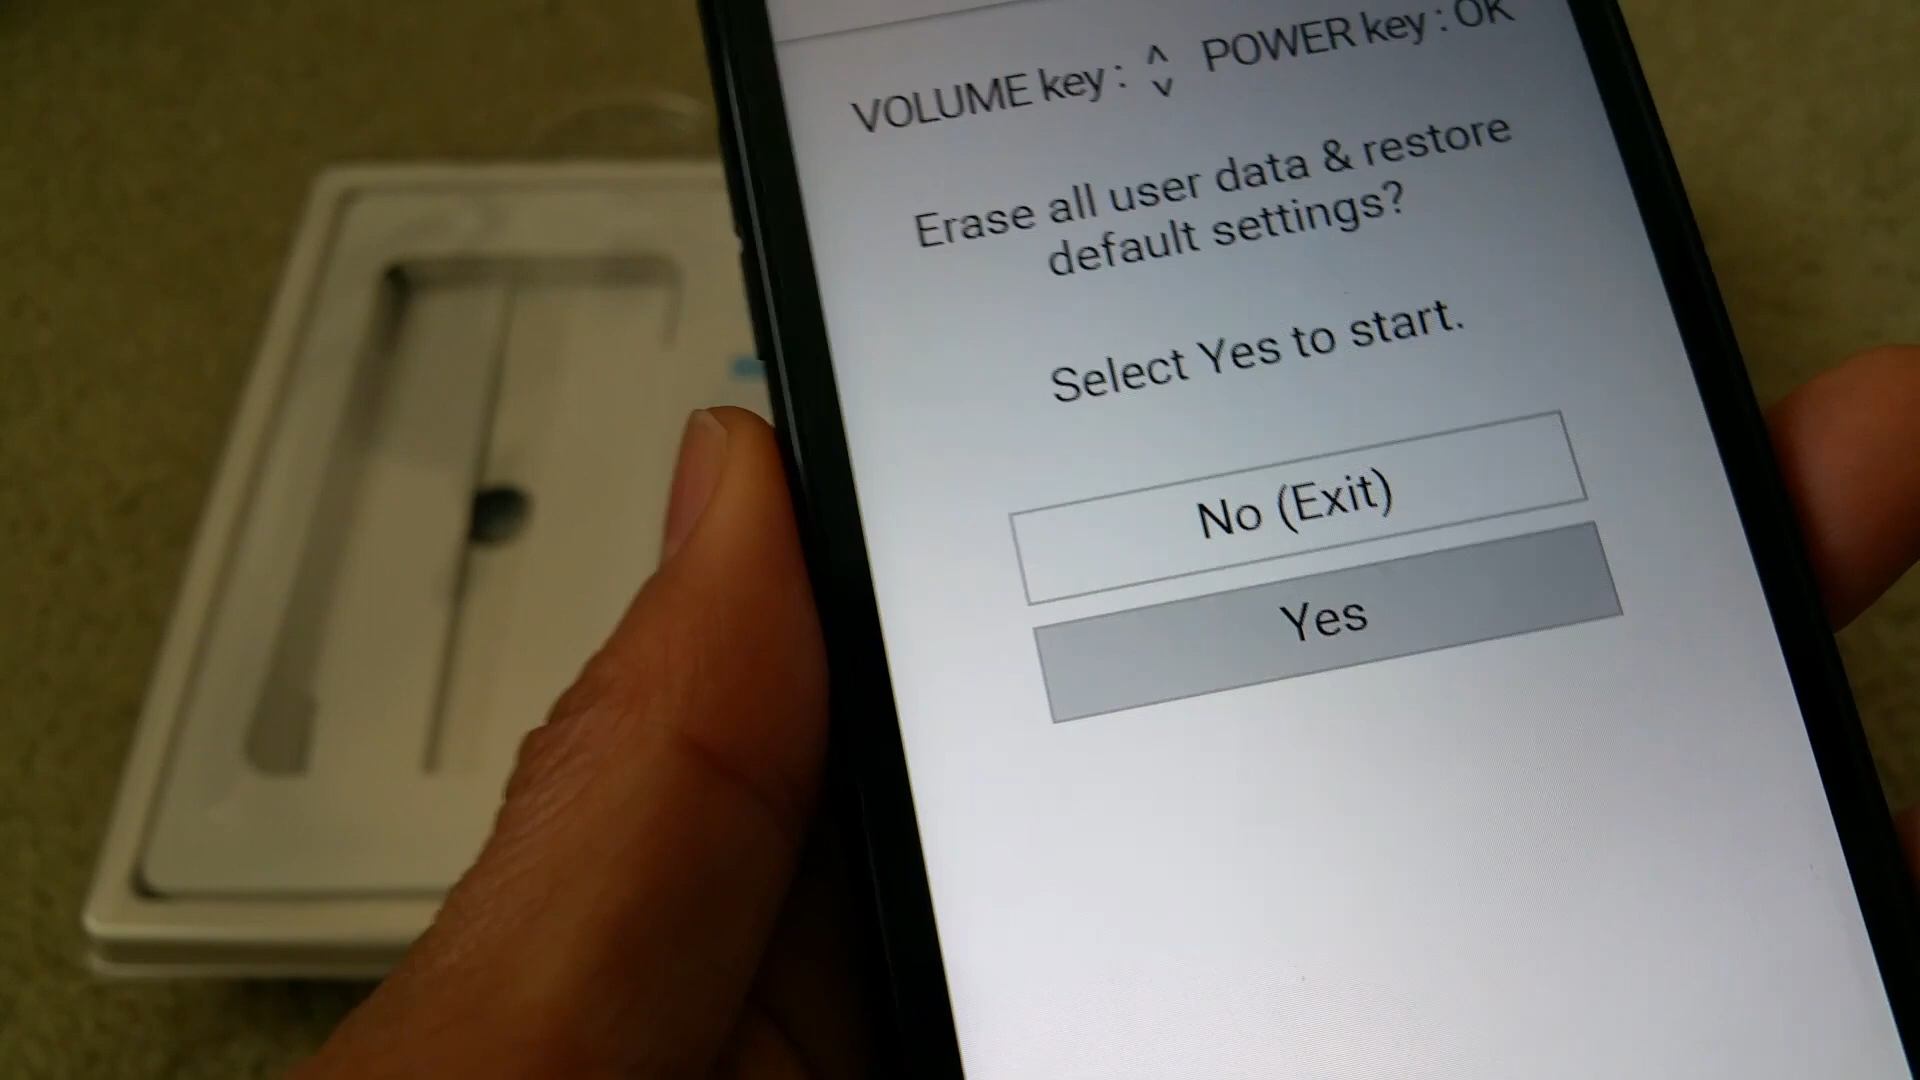 VOLUME key : ^ v POWER key : OK
Erase all user data & restore
default settings?
Select Yes to start.
No (Exit)
Yes